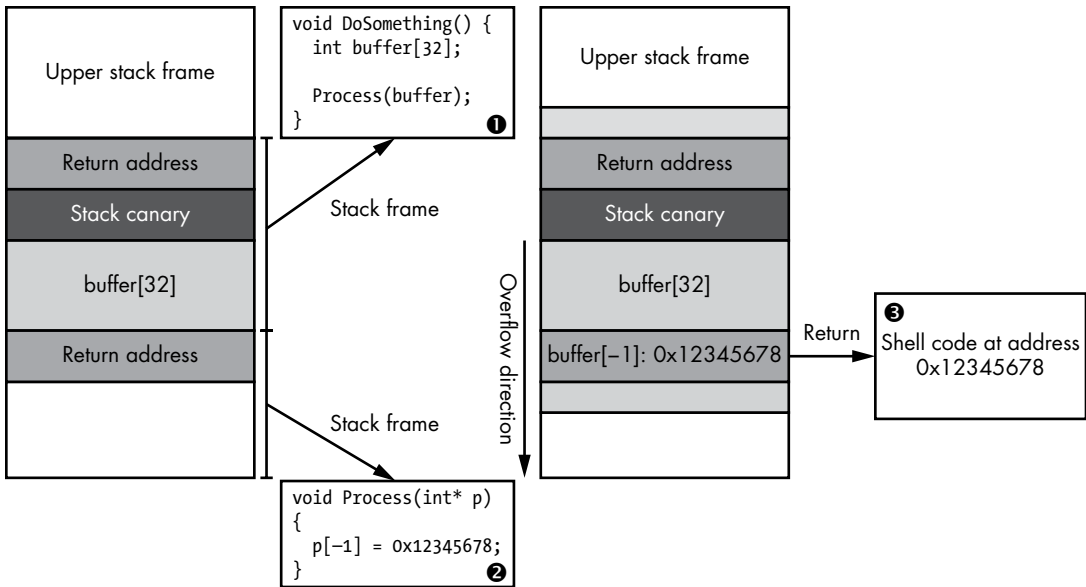 Upper stack frame
Return address
Stack canary
buffer[32]
Return address
void DoSomething() {
int buffer[32];
Process(buffer);
}
❶
Stack frame
Stack frame
void Process(int* p)
{
p[–1] = 0x12345678;
}
❷
Overflow direction
Upper stack frame
Return address
Stack canary
buffer[32]
buffer[–1]: 0x12345678
Return
❸
Shell code at address
0x12345678